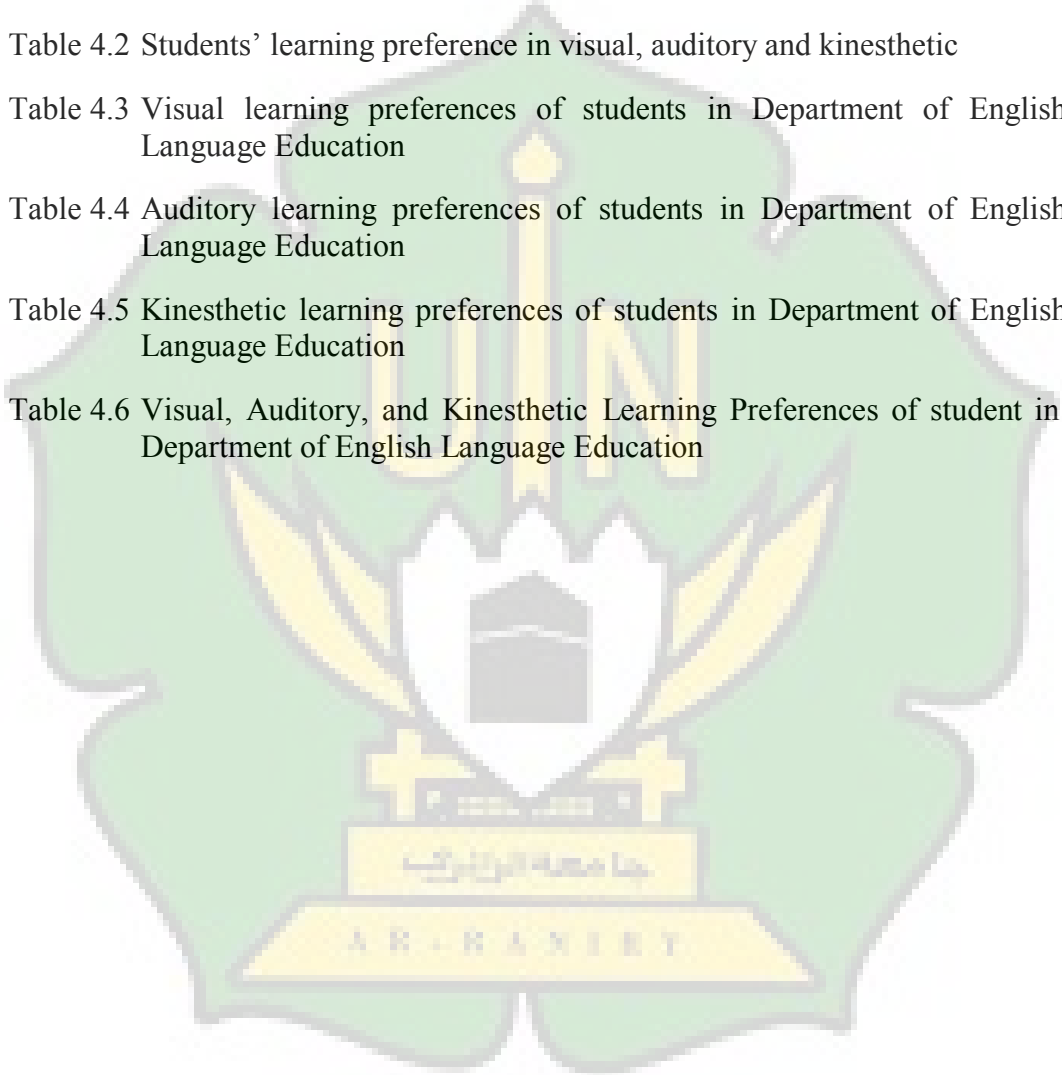 Table 4.2 Students’ learning preference in visual, auditory and kinesthetic
Table 4.3 Visual learning preferences of students in Department of English
Language Education
Table 4.4 Auditory learning preferences of students in Department of English
Language Education
Table 4.5 Kinesthetic learning preferences of students in Department of English
Language Education
Table 4.6 Visual, Auditory, and Kinesthetic Learning Preferences of student in
Department of English Language Education
UIN
جامعة الرانيري
AR-RANIRY